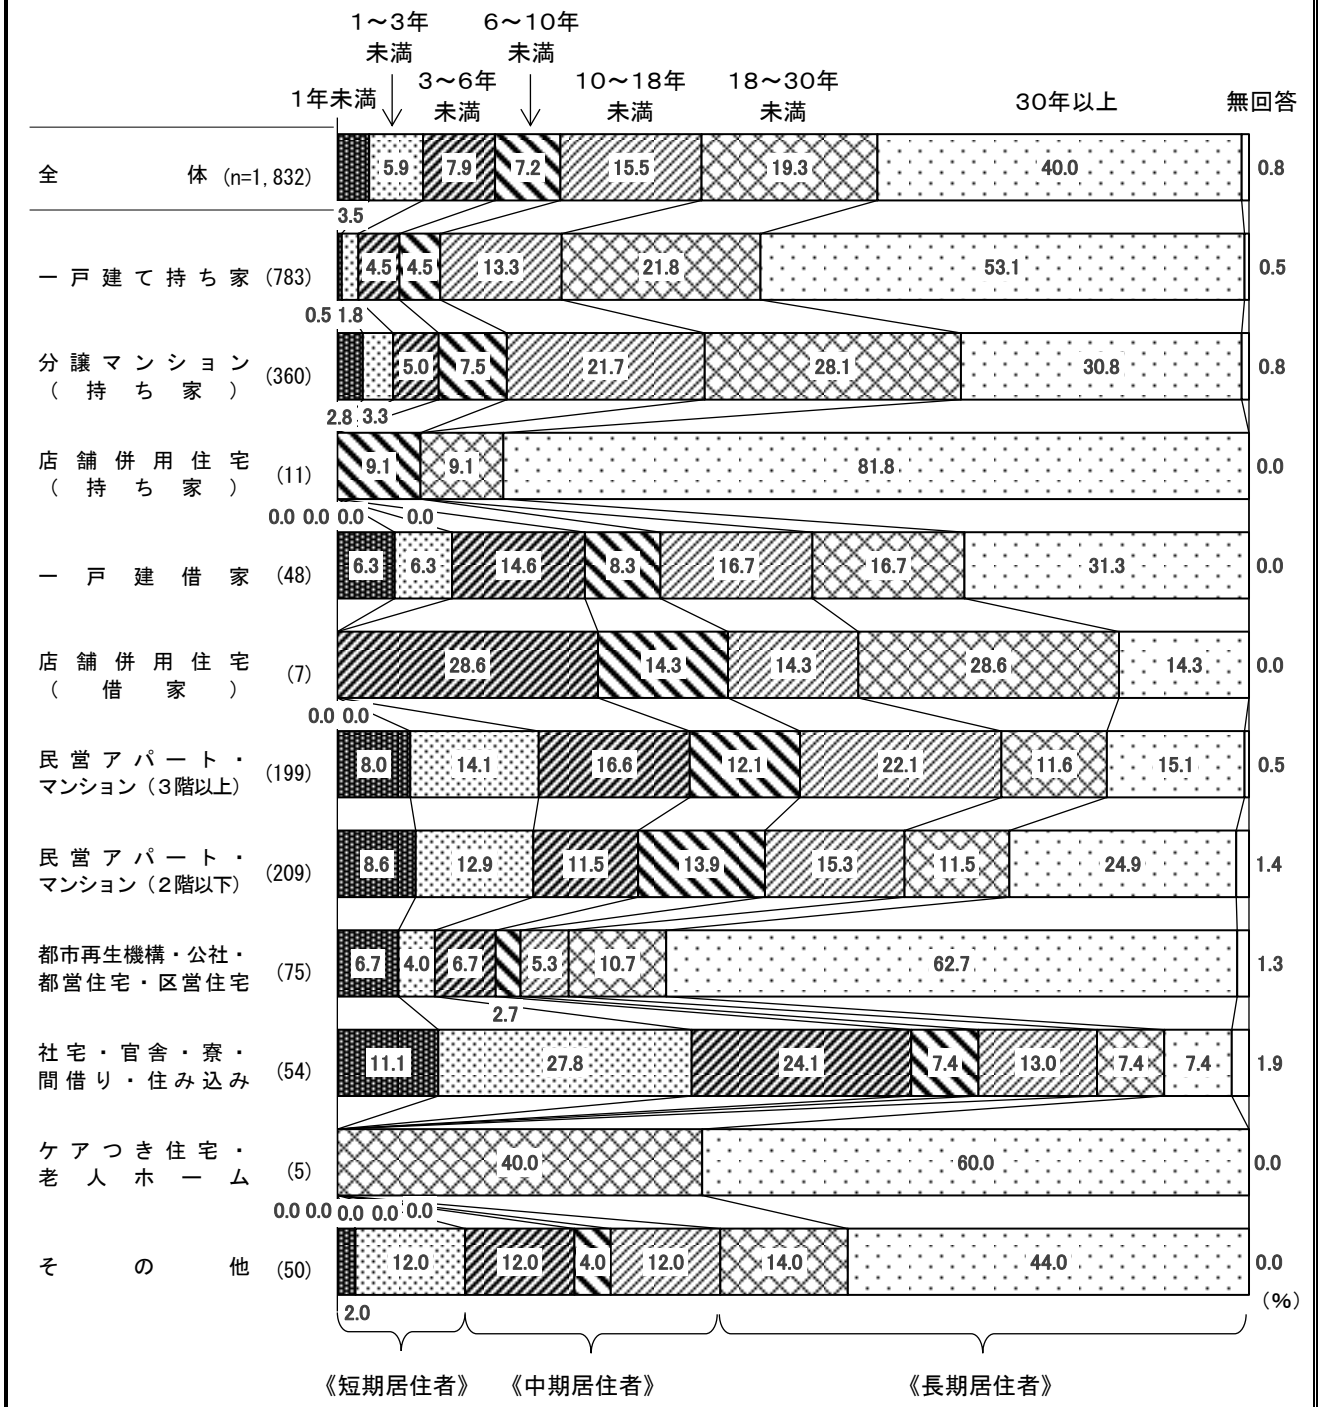 1～3年
未満
6～10年
未満
1年未満
3～6年
未満
10～18年
未満
18～30年
未満
30年以上
無回答
全体 (n=1,832)
3.5 5.9 7.9 7.2 15.5 19.3 40.0 0.8
一戸建て持ち家 (783)
0.5 1.8 4.5 4.5 13.3 21.8 53.1 0.5
分譲マンション
（持ち家） (360)
2.8 3.3 5.0 7.5 21.7 28.1 30.8 0.8
店舗併用住宅
（持ち家） (11)
0.0 0.0 0.0 9.1 0.0 9.1 81.8 0.0
一戸建借家 (48)
6.3 6.3 14.6 8.3 16.7 16.7 31.3 0.0
店舗併用住宅
（借家） (7)
0.0 0.0 28.6 14.3 14.3 28.6 14.3 0.0
民営アパート・
マンション（３階以上） (199)
8.0 14.1 16.6 12.1 22.1 11.6 15.1 0.5
民営アパート・
マンション（２階以下） (209)
8.6 12.9 11.5 13.9 15.3 11.5 24.9 1.4
都市再生機構・公社・
都営住宅・区営住宅 (75)
6.7 4.0 6.7 2.7 5.3 10.7 62.7 1.3
社宅・官舎・寮・
間借り・住み込み (54)
11.1 27.8 24.1 7.4 13.0 7.4 7.4 1.9
ケアつき住宅・
老人ホーム (5)
0.0 0.0 0.0 0.0 0.0 40.0 60.0 0.0
その他 (50)
2.0 12.0 12.0 4.0 12.0 14.0 44.0 0.0
（%）
《短期居住者》 《中期居住者》 《長期居住者》